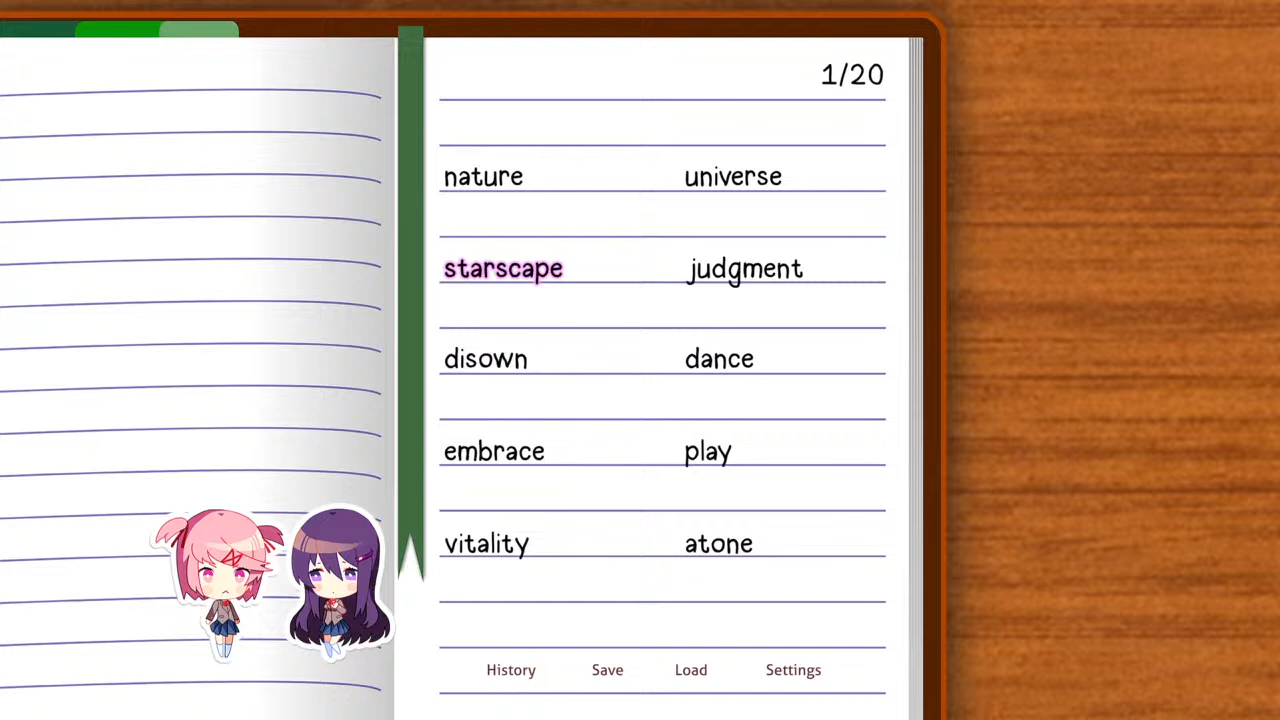 1/20
nature universe
starscape judgment
disown dance
embrace play
vitality atone
History Save Load Settings